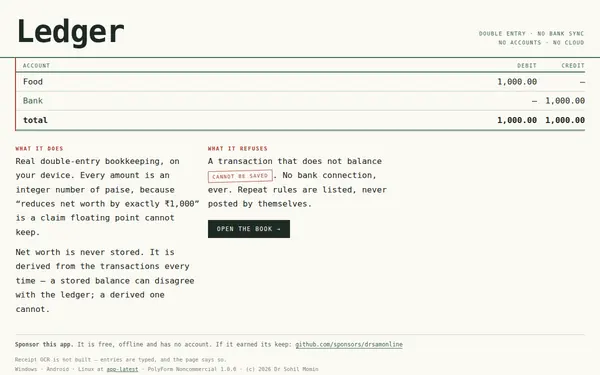 Ledger
DOUBLE ENTRY · NO BANK SYNC
NO ACCOUNTS · NO CLOUD
ACCOUNT DEBIT CREDIT
Food 1,000.00 —
Bank — 1,000.00
total 1,000.00 1,000.00
WHAT IT DOES
Real double-entry bookkeeping, on
your device. Every amount is an
integer number of paise, because
“reduces net worth by exactly ₹1,000”
is a claim floating point cannot
keep.
Net worth is never stored. It is
derived from the transactions every
time — a stored balance can disagree
with the ledger; a derived one
cannot.
WHAT IT REFUSES
A transaction that does not balance
CANNOT BE SAVED . No bank connection,
ever. Repeat rules are listed, never
posted by themselves.
OPEN THE BOOK →
Sponsor this app. It is free, offline and has no account. If it earned its keep: github.com/sponsors/drsamonline
Receipt OCR is not built — entries are typed, and the page says so.
Windows · Android · Linux at app-latest · PolyForm Noncommercial 1.0.0 · (c) 2026 Dr Sohil Momin